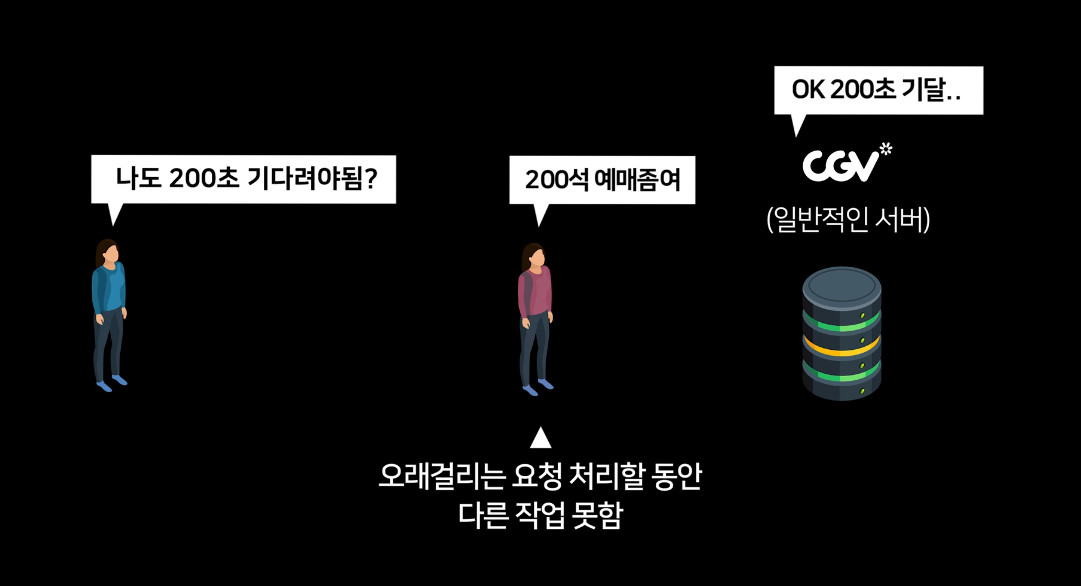 OK 200초 기달..
나도 200초 기다려야됨?
200석 예매좀여
CGV
(일반적인 서버)
오래걸리는 요청 처리할 동안
다른 작업 못함